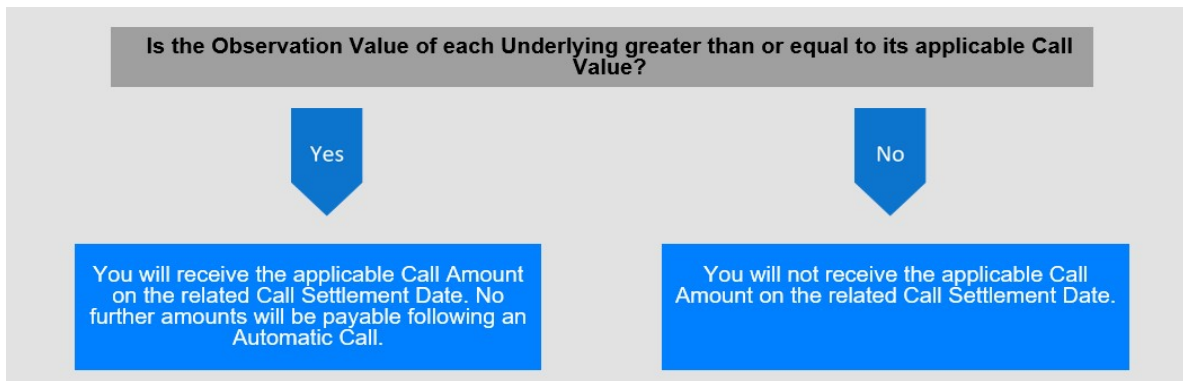 Is the Observation Value of each Underlying greater than or equal to its applicable Call
Value?
Yes
No
You will receive the applicable Call Amount
on the related Call Settlement Date. No
further amounts will be payable following an
Automatic Call.
You will not receive the applicable Call
Amount on the related Call Settlement Date.